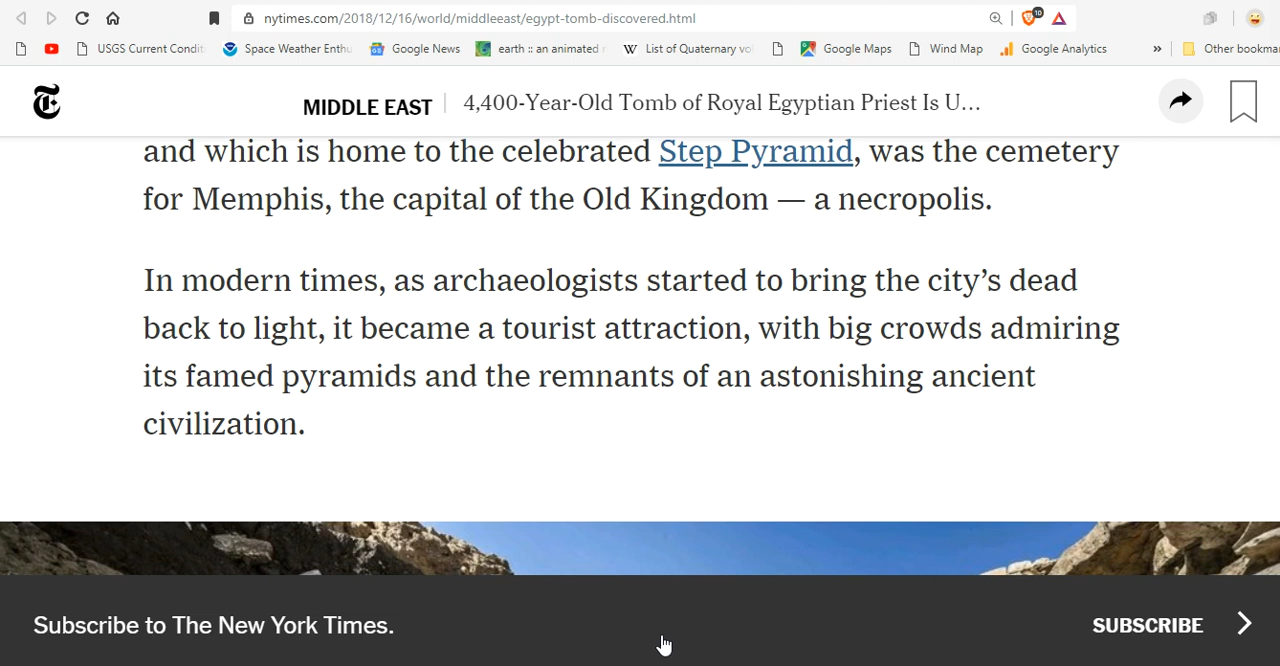 nytimes.com/2018/12/16/world/middleeast/egypt-tomb-discovered.html
10
USGS Current Condit
Space Weather Enthu
Google News
earth :: an animated
W
List of Quaternary vo
Google Maps
Wind Map
Google Analytics
»
Other bookma
T
MIDDLE EAST
4,400-Year-Old Tomb of Royal Egyptian Priest Is U...
and which is home to the celebrated Step Pyramid, was the cemetery
for Memphis, the capital of the Old Kingdom — a necropolis.
In modern times, as archaeologists started to bring the city’s dead
back to light, it became a tourist attraction, with big crowds admiring
its famed pyramids and the remnants of an astonishing ancient
civilization.
Subscribe to The New York Times.
SUBSCRIBE